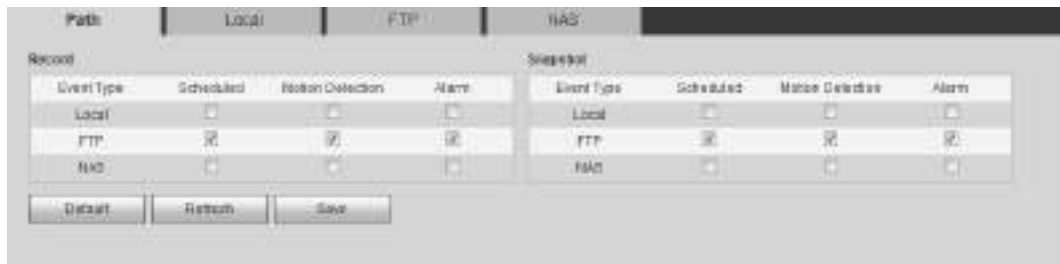 Path Local FTP NAS
Record Snapshot
Event Type Scheduled Motion Detection Alarm Event Type Scheduled Motion Detection Alarm
Local Local
FTP FTP
NAS NAS
Default Refresh Save